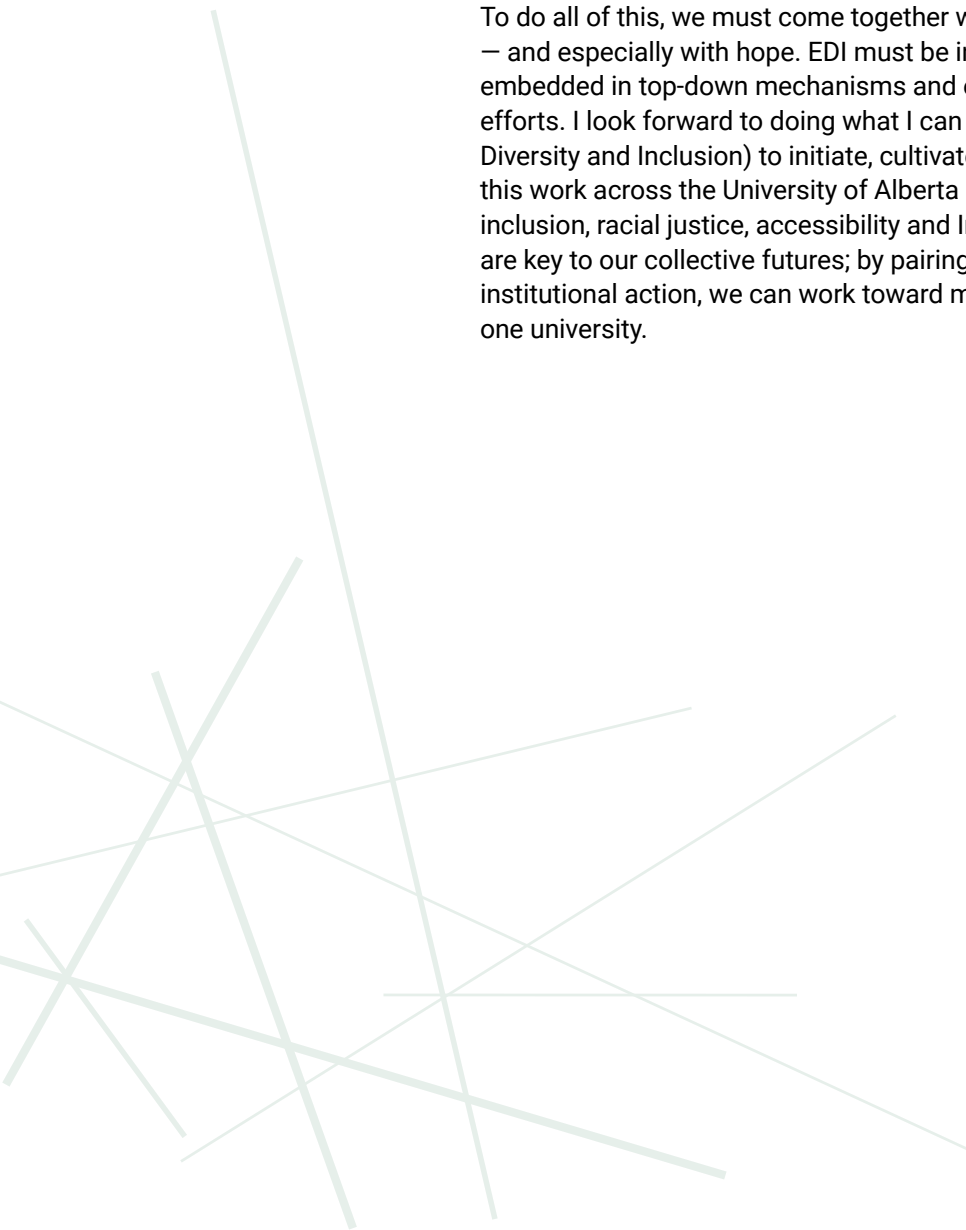 To do all of this, we must come together
— and especially with hope. EDI must be
embedded in top-down mechanisms and
efforts. I look forward to doing what I can
Diversity and Inclusion) to initiate,
this work across the University of Alberta
inclusion, racial justice, accessibility and
are key to our collective futures; by pairing
institutional action, we can work toward
one university.